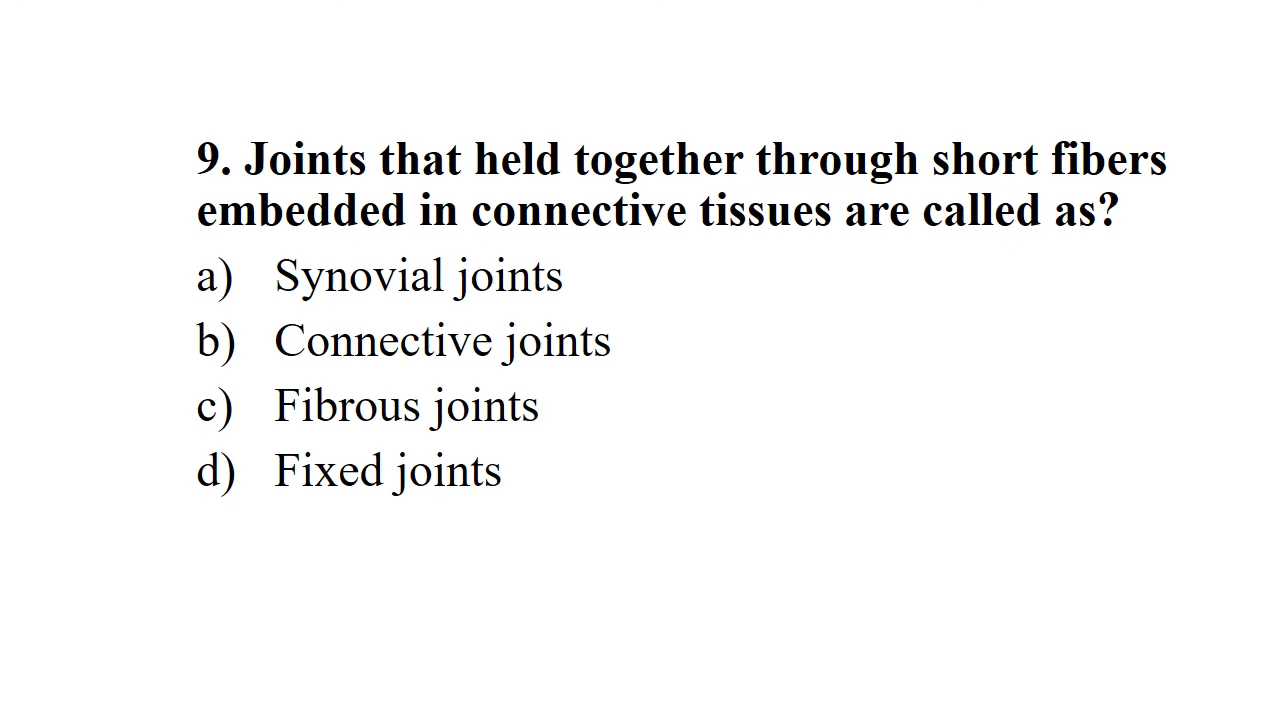 9. Joints that held together through short fibers
embedded in connective tissues are called as?
a) Synovial joints
b) Connective joints
c) Fibrous joints
d) Fixed joints